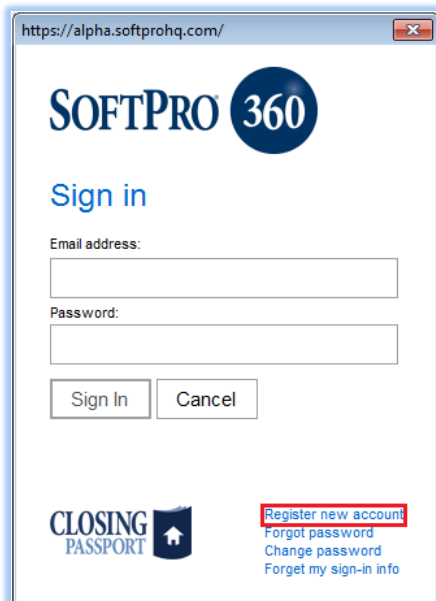 https://alpha.softprohq.com/
SOFTPRO 360
Sign in
Email address:
Password:
Sign In Cancel
CLOSING
PASSPORT
Register new account
Forgot password
Change password
Forget my sign-in info